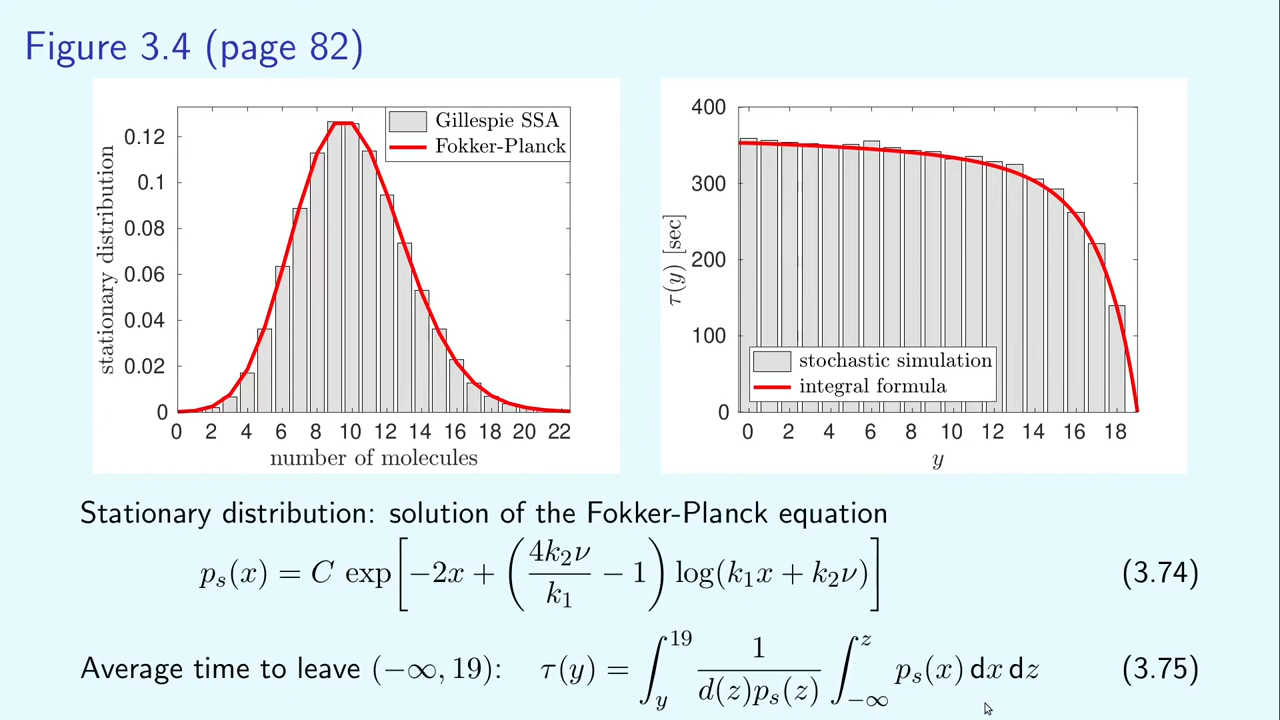 Figure 3.4 (page 82)
stationary distribution
0.12
0.1
0.08
0.06
0.04
0.02
0
0 2 4 6 8 10 12 14 16 18 20 22
number of molecules
Gillespie SSA
Fokker-Planck
τ(y) [sec]
400
300
200
100
0
0 2 4 6 8 10 12 14 16 18
y
stochastic simulation
integral formula
Stationary distribution: solution of the Fokker-Planck equation
p_s(x) = C exp[−2x + (4k₂ν/k₁ − 1) log(k₁x + k₂ν)] (3.74)
Average time to leave (−∞, 19): τ(y) = ∫_y^19 1/(d(z)p_s(z)) ∫_−∞^z p_s(x) dx dz (3.75)